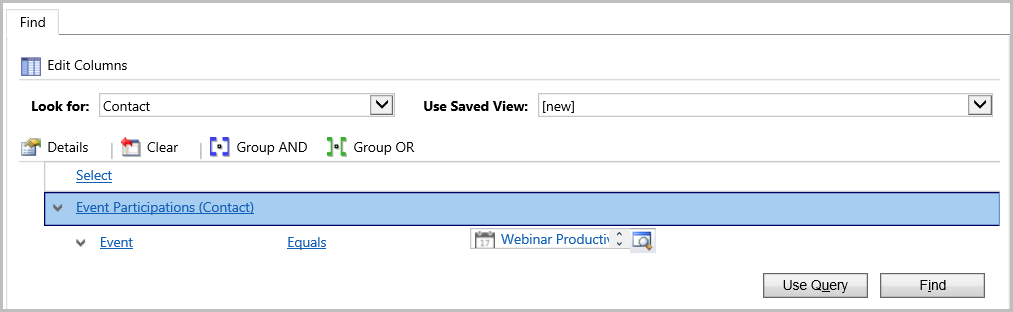 Find
Edit Columns
Look for: Contact Use Saved View: [new]
Details Clear Group AND Group OR
Select
Event Participations (Contact)
Event Equals 17 Webinar Productiv
Use Query Find